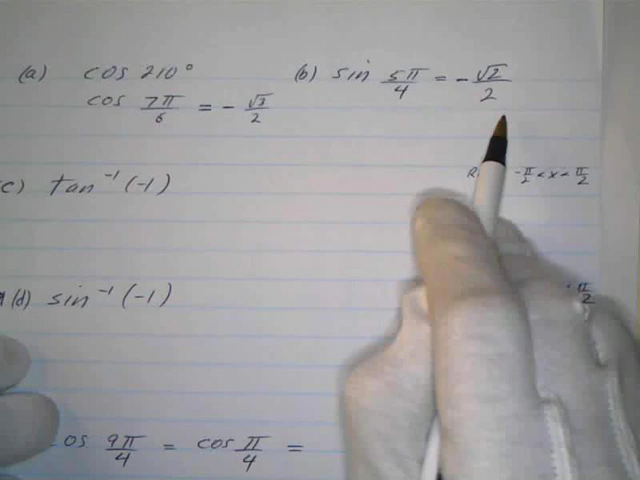 (a) cos 210° (b) sin 5π/4 = - √2/2
cos 7π/6 = - √3/2
c) tan⁻¹(-1) -π/2 < x < π/2
(d) sin⁻¹(-1) π/2
os 9π/4 = cos π/4 =